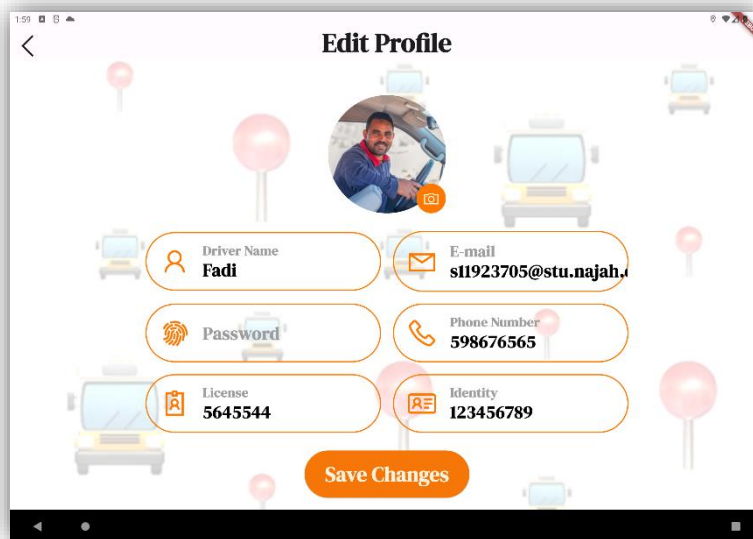 1:59
Edit Profile
Driver Name
Fadi
E-mail
s11923705@stu.najah.
Password
Phone Number
598676565
License
5645544
Identity
123456789
Save Changes